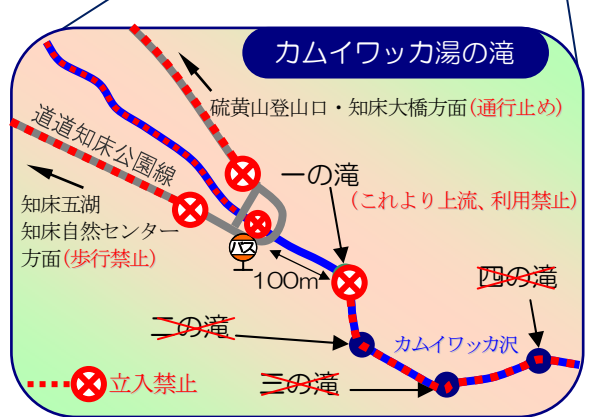 カムイワッカ湯の滝
硫黄山登山口・知床大橋方面(通行止め)
道道知床公園線
一の滝
(これより上流、利用禁止)
知床五湖
知床自然センター
方面(歩行禁止)
バス
100m
四の滝
二の滝
カムイワッカ沢
三の滝
立入禁止